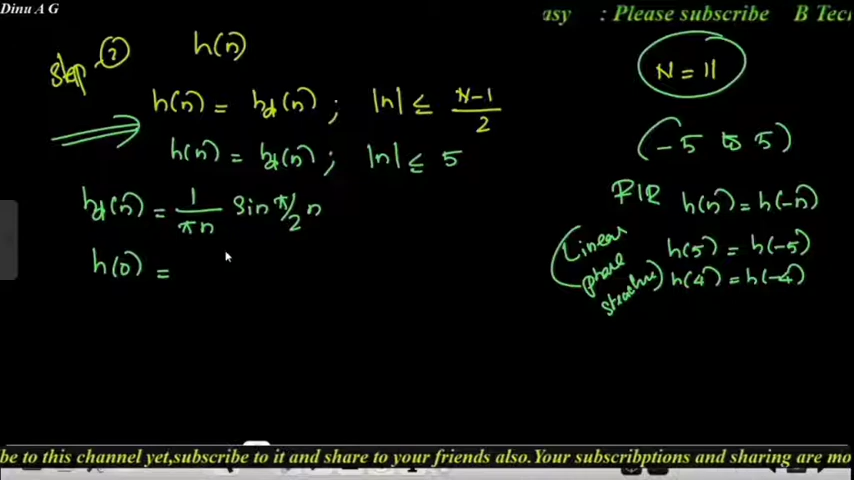 Dinu A G
asy : Please subscribe B Tec
Step - ②
h(n)
h(n) = hd(n) ; |n| ≤ N-1/2
h(n) = hd(n) ; |n| ≤ 5
hd(n) = 1/πn Sin π/2 n
h(0) =
N = 11
(-5 to 5)
FIR h(n) = h(-n)
(Linear phase structure)
h(5) = h(-5)
h(4) = h(-4)
be to this channel yet,subscribe to it and share to your friends also.Your subscribptions and sharing are mo